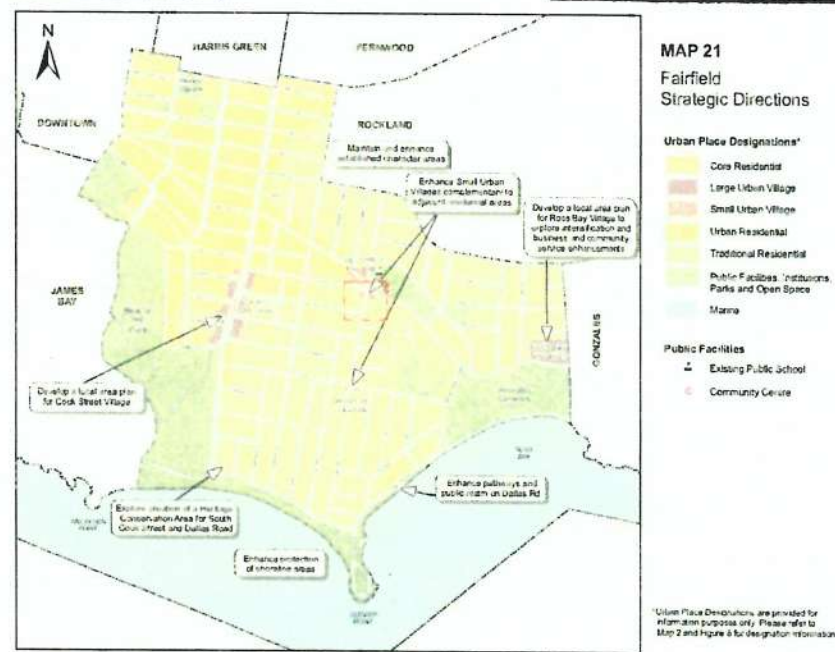 N
HARRIS GREEN
FERNWOOD
DOWNTOWN
ROCKLAND
JAMES
BAY
GONZALES
Maintain and enhance
established character areas
Enhance Small Urban
Villages complementary to
adjacent residential areas
Develop a local area plan
for Ross Bay Village to
explore intensification and
business and community
service enhancements
Develop a local area plan
for Cook Street Village
Explore creation of a Heritage
Conservation Area for South
Cook Street and Dallas Road
Enhance pathways and
public realm on Dallas Rd
Enhance protection
of shoreline areas
MAP 21
Fairfield
Strategic Directions
Urban Place Designations*
Core Residential
Large Urban Village
Small Urban Village
Urban Residential
Traditional Residential
Public Facilities, Institutions,
Parks and Open Space
Marine
Public Facilities
Existing Public School
Community Centre
*Urban Place Designations are provided for
information purposes only. Please refer to
Map 2 and Figure 8 for designation information